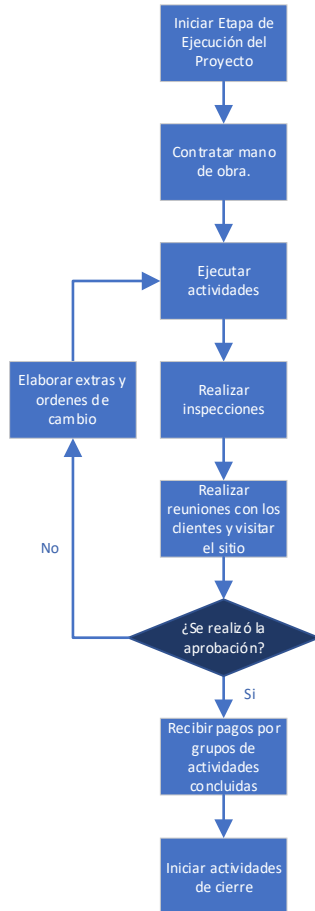 Iniciar Etapa de
Ejecución del
Proyecto
Contratar mano
de obra.
Ejecutar
actividades
Elaborar extras y
ordenes de
cambio
Realizar
inspecciones
Realizar
reuniones con los
clientes y visitar
el sitio
No
¿Se realizó la
aprobación?
Si
Recibir pagos por
grupos de
actividades
concluidas
Iniciar actividades
de cierre